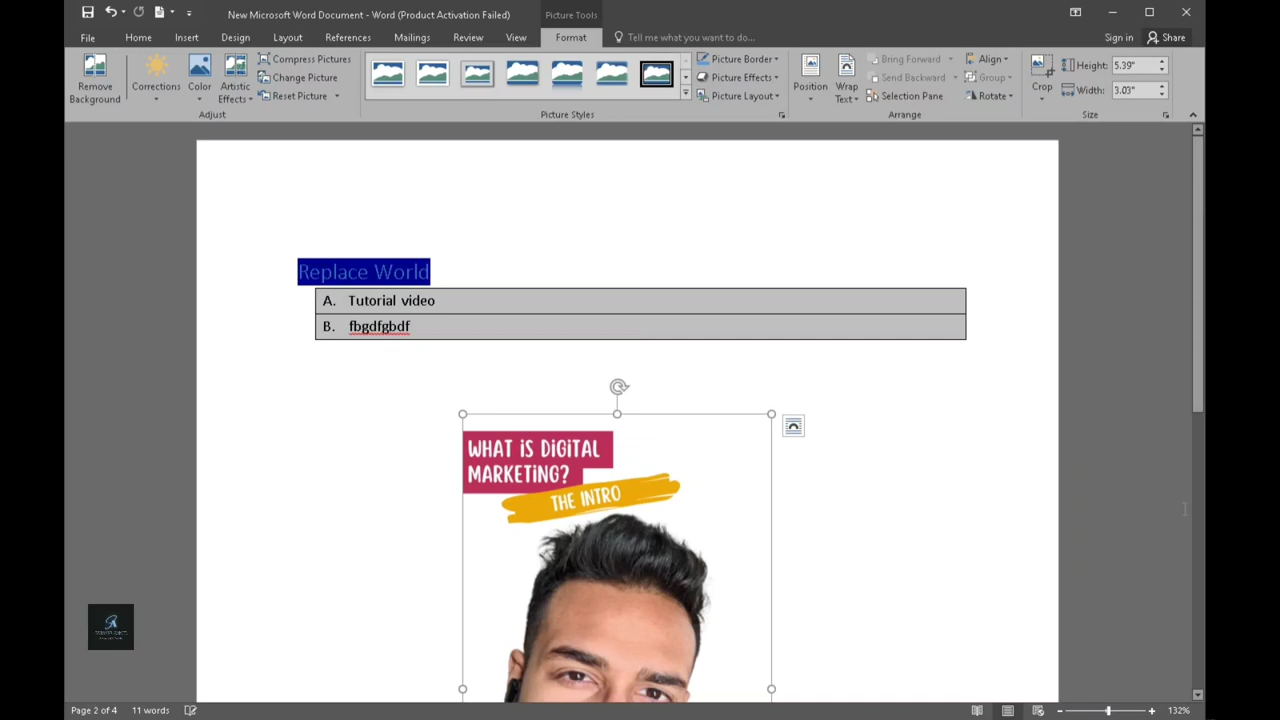 New Microsoft Word Document - Word (Product Activation Failed)
Picture Tools
File Home Insert Design Layout References Mailings Review View Format Tell me what you want to do... Sign in Share
Remove Background
Corrections
Color
Artistic Effects
Compress Pictures
Change Picture
Reset Picture
Adjust
Picture Border
Picture Effects
Picture Layout
Picture Styles
Position
Wrap Text
Bring Forward
Send Backward
Selection Pane
Align
Group
Rotate
Arrange
Crop
Height: 5.39"
Width: 3.03"
Size
Replace World
A. Tutorial video
B. fbgdfgbdf
WHAT iS DiGiTAL
MARKETiNG?
THE INTRO
Page 2 of 4 11 words 132%